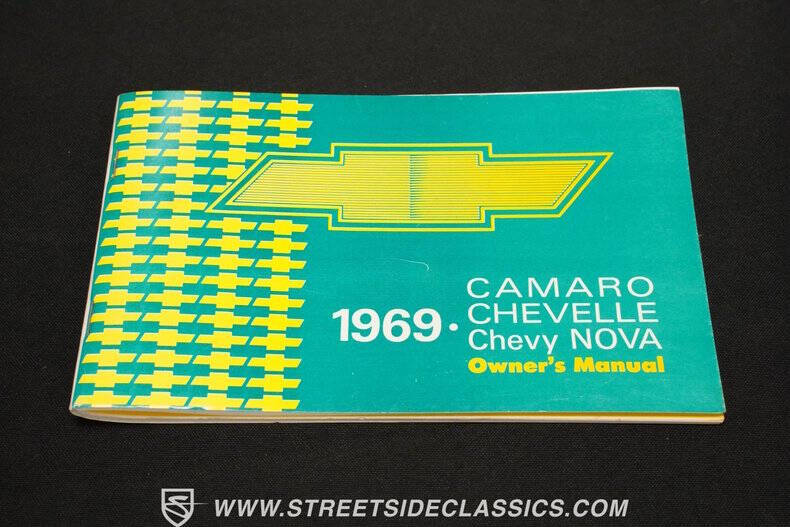 1969 •
CAMARO
CHEVELLE
Chevy NOVA
Owner's Manual
WWW.STREETSIDECLASSICS.COM